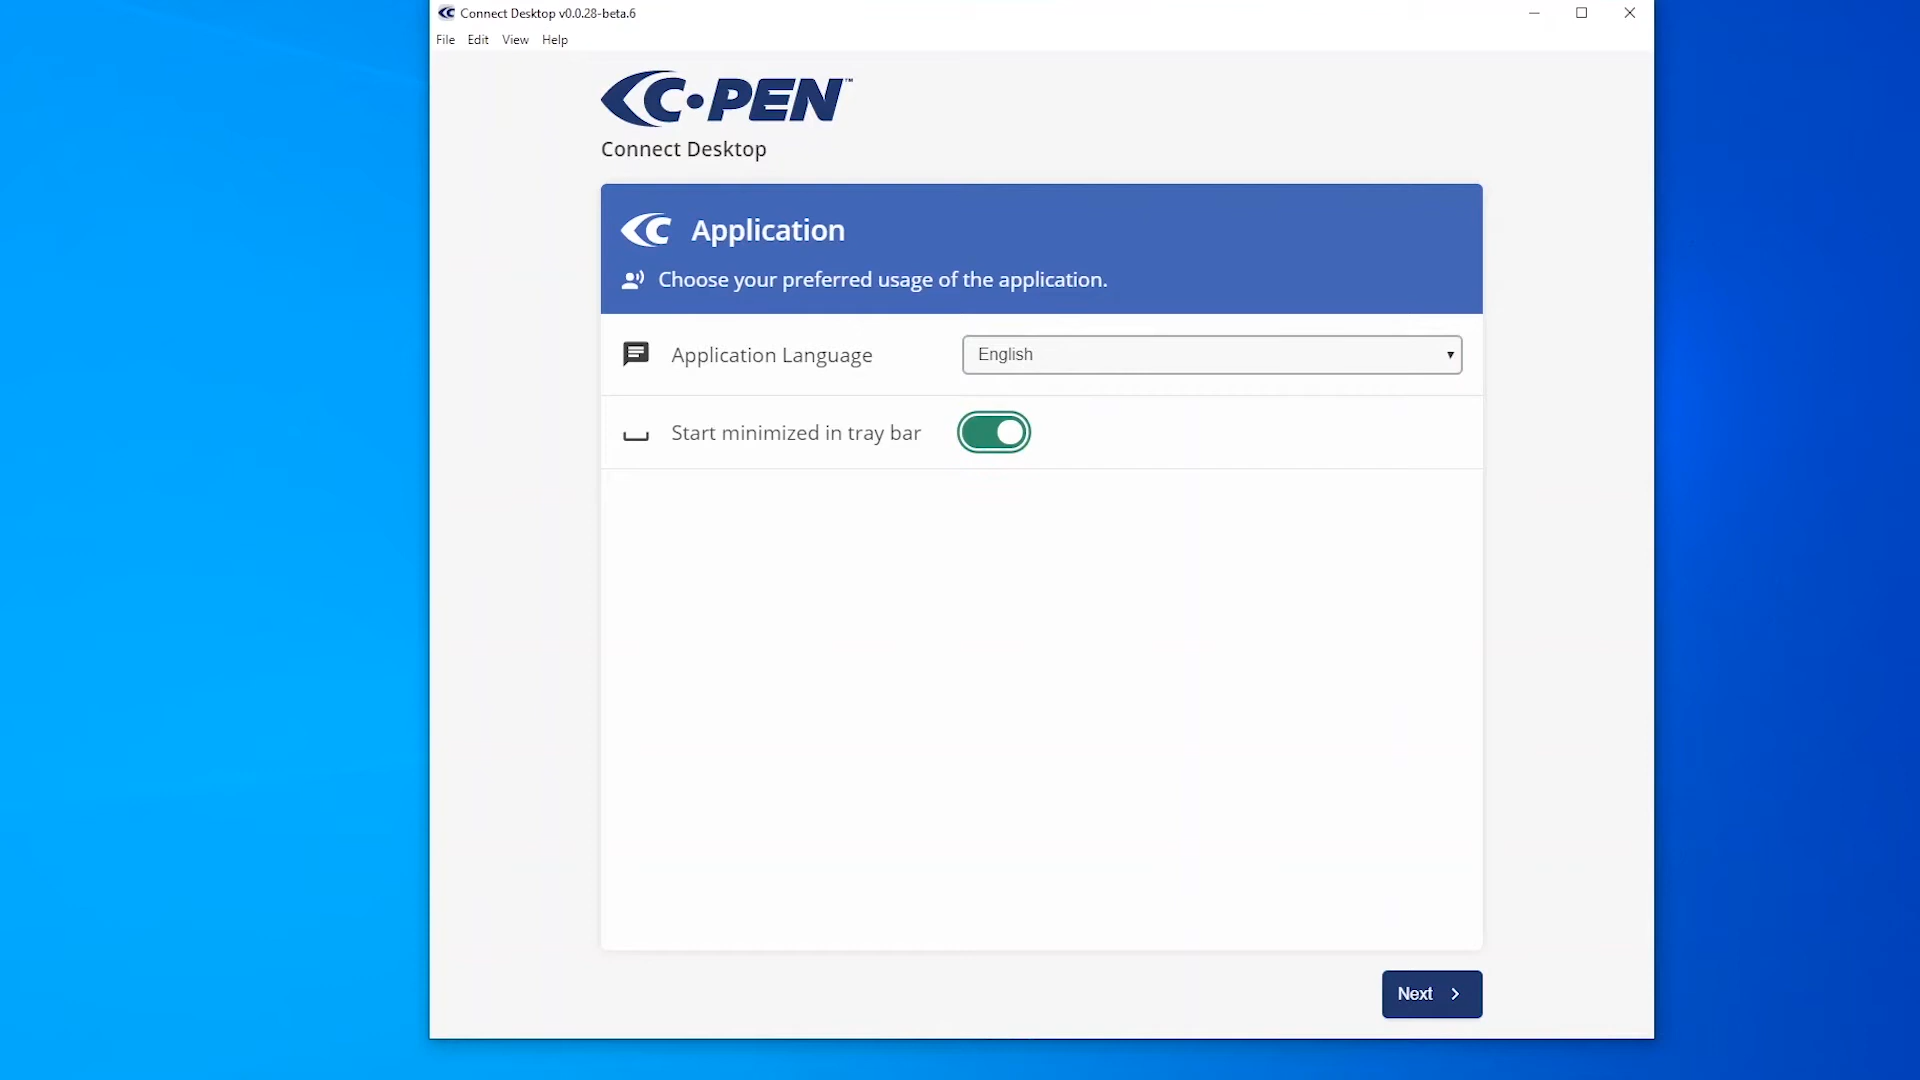 Connect Desktop v0.0.28-beta.6
File Edit View Help
C•PEN™
Connect Desktop
Application
Choose your preferred usage of the application.
Application Language English
Start minimized in tray bar
Next